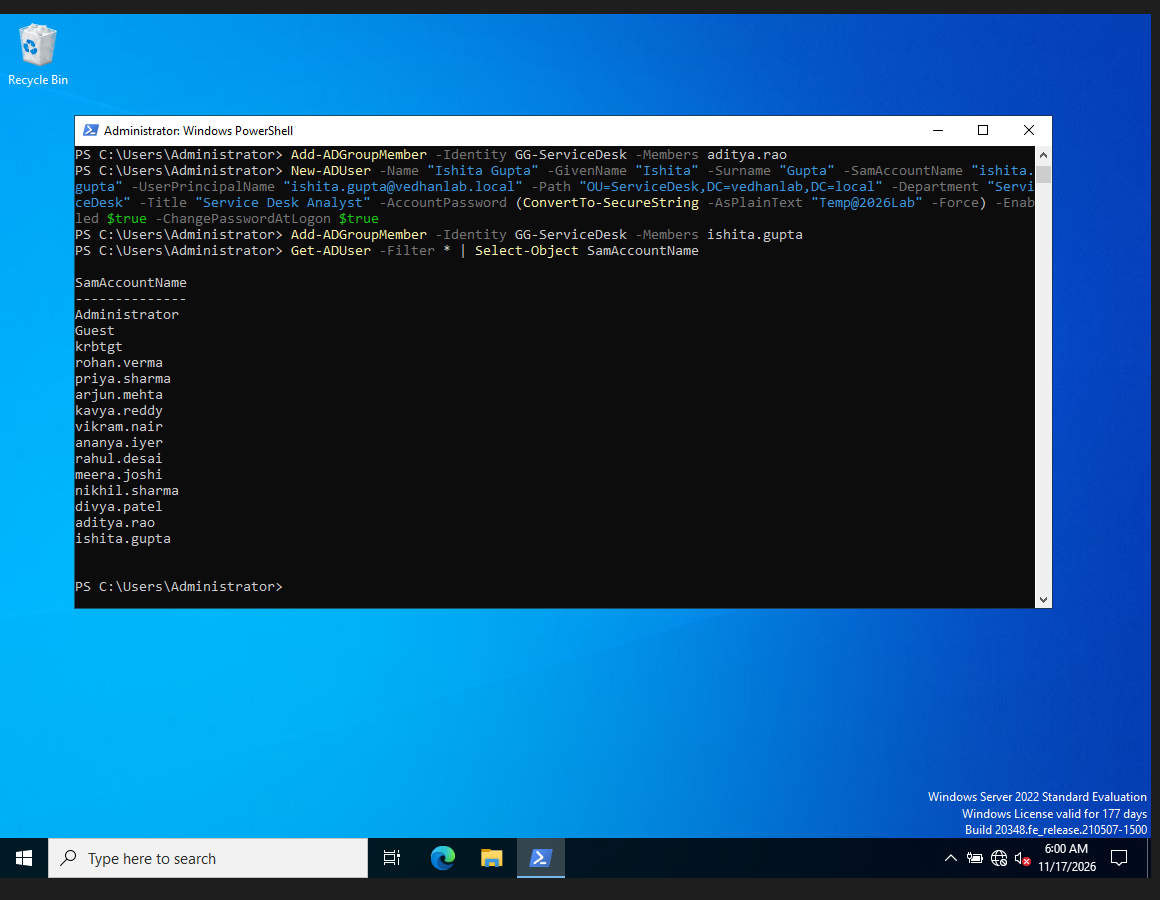 Recycle Bin
Administrator: Windows PowerShell
PS C:\Users\Administrator> Add-ADGroupMember -Identity GG-ServiceDesk -Members aditya.rao
PS C:\Users\Administrator> New-ADUser -Name "Ishita Gupta" -GivenName "Ishita" -Surname "Gupta" -SamAccountName "ishita.
gupta" -UserPrincipalName "ishita.gupta@vedhanlab.local" -Path "OU=ServiceDesk,DC=vedhanlab,DC=local" -Department "Servi
ceDesk" -Title "Service Desk Analyst" -AccountPassword (ConvertTo-SecureString -AsPlainText "Temp@2026Lab" -Force) -Enab
led $true -ChangePasswordAtLogon $true
PS C:\Users\Administrator> Add-ADGroupMember -Identity GG-ServiceDesk -Members ishita.gupta
PS C:\Users\Administrator> Get-ADUser -Filter * | Select-Object SamAccountName
SamAccountName
--------------
Administrator
Guest
krbtgt
rohan.verma
priya.sharma
arjun.mehta
kavya.reddy
vikram.nair
ananya.iyer
rahul.desai
meera.joshi
nikhil.sharma
divya.patel
aditya.rao
ishita.gupta
PS C:\Users\Administrator>
Windows Server 2022 Standard Evaluation
Windows License valid for 177 days
Build 20348.fe_release.210507-1500
Type here to search
6:00 AM
11/17/2026